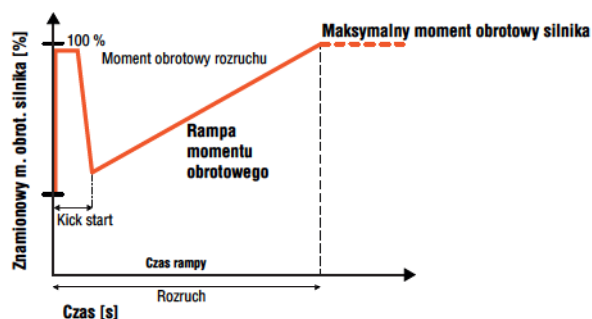 Maksymalny moment obrotowy silnika
100 %
Moment obrotowy rozruchu
Znamionowy m. obrot. silnika [%]
Rampa
momentu
obrotowego
Kick start
Czas rampy
Rozruch
Czas [s]